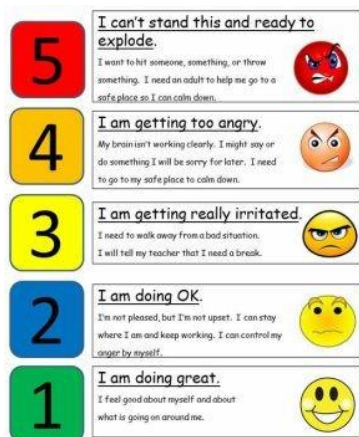 5
I can't stand this and ready to
explode.
I want to hit someone, something, or throw
something. I need an adult to help me go to a
safe place so I can calm down.
4
I am getting too angry.
My brain isn't working clearly. I might say or
do something I will be sorry for later. I need
to go to my safe place to calm down.
3
I am getting really irritated.
I need to walk away from a bad situation.
I will tell my teacher that I need a break.
2
I am doing OK.
I'm not pleased, but I'm not upset. I can stay
where I am and keep working. I can control my
anger by myself.
1
I am doing great.
I feel good about myself and about
what is going on around me.